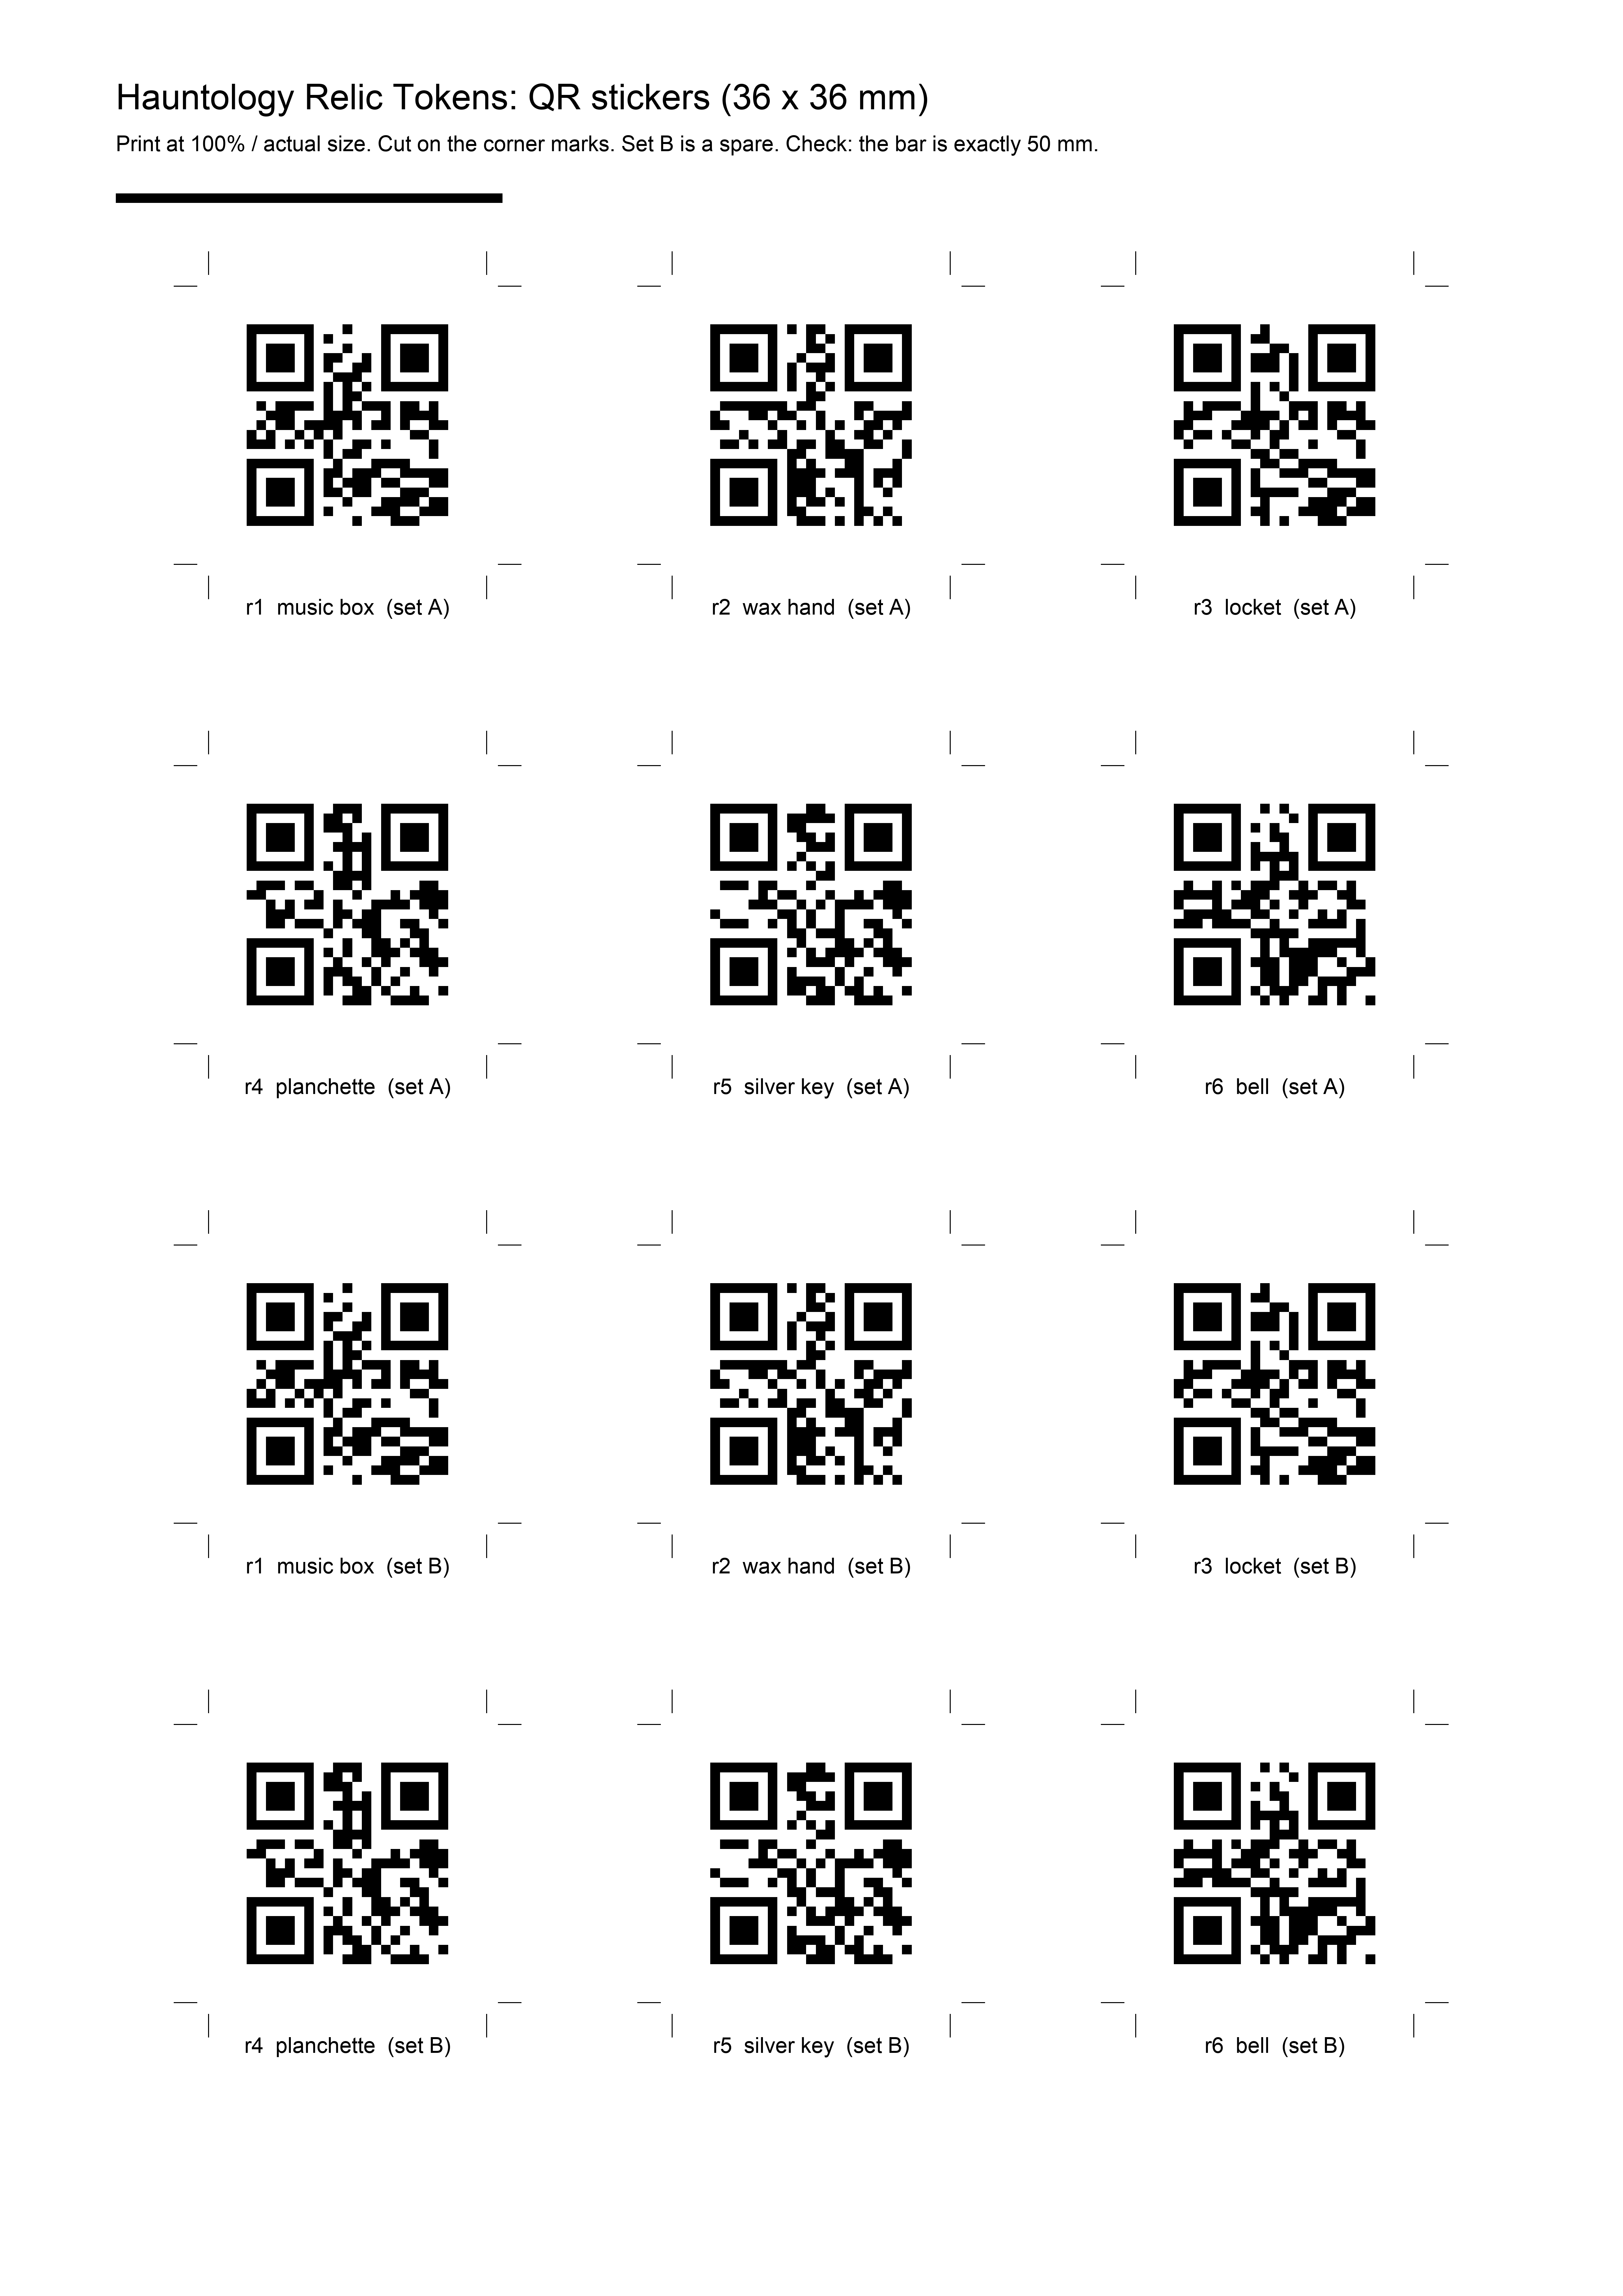 Hauntology Relic Tokens: QR stickers (36 x 36 mm)
Print at 100% / actual size. Cut on the corner marks. Set B is a spare. Check: the bar is exactly 50 mm.
r1 music box (set A)
r2 wax hand (set A)
r3 locket (set A)
r4 planchette (set A)
r5 silver key (set A)
r6 bell (set A)
r1 music box (set B)
r2 wax hand (set B)
r3 locket (set B)
r4 planchette (set B)
r5 silver key (set B)
r6 bell (set B)